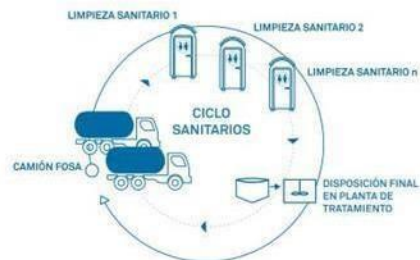 LIMPIEZA SANITARIO 1
LIMPIEZA SANITARIO 2
LIMPIEZA SANITARIO n
CICLO
SANITARIOS
CAMIÓN FOSA
DISPOSICIÓN FINAL
EN PLANTA DE
TRATAMIENTO